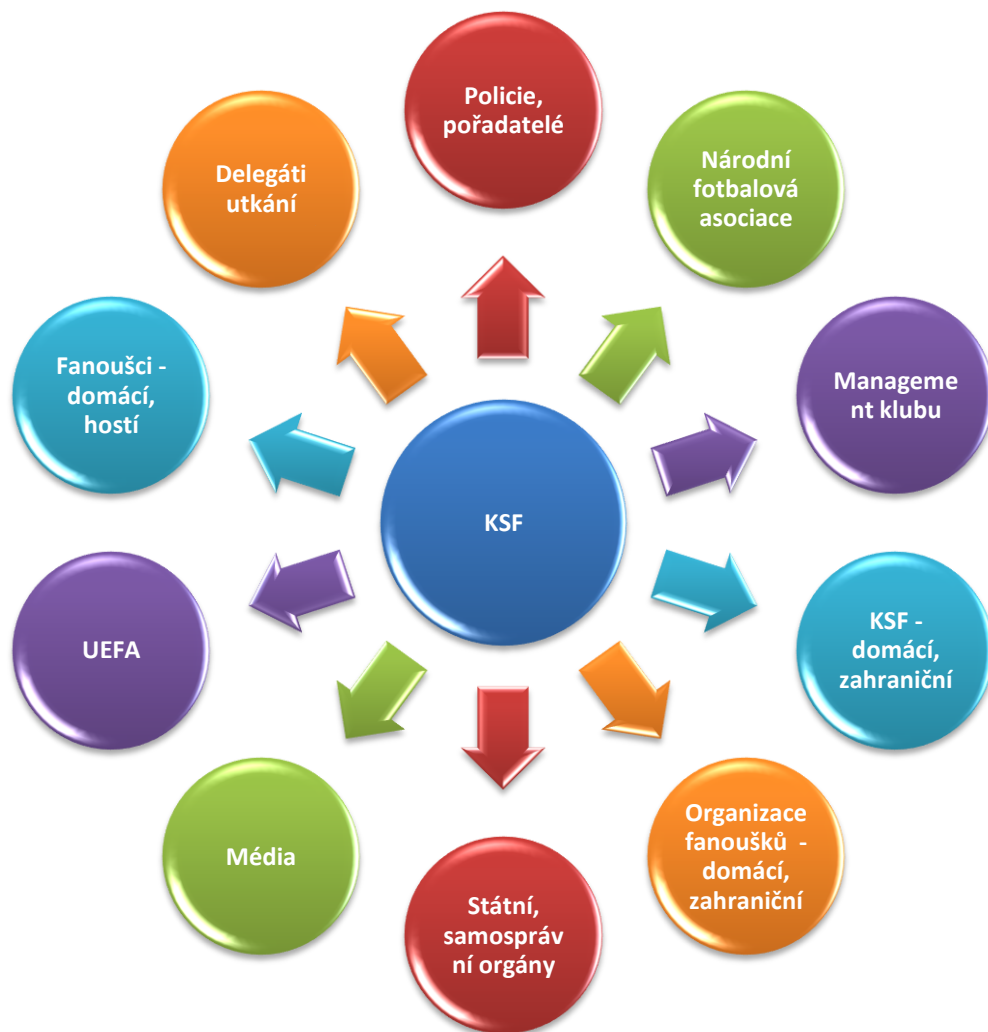 Policie,
pořadatelé
Národní
fotbalová
asociace
Manageme
nt klubu
KSF -
domácí,
zahraniční
Organizace
fanoušků  -
domácí,
zahraniční
Státní,
samospráv
ní orgány
Média
UEFA
Fanoušci -
domácí,
hostí
Delegáti
utkání
KSF